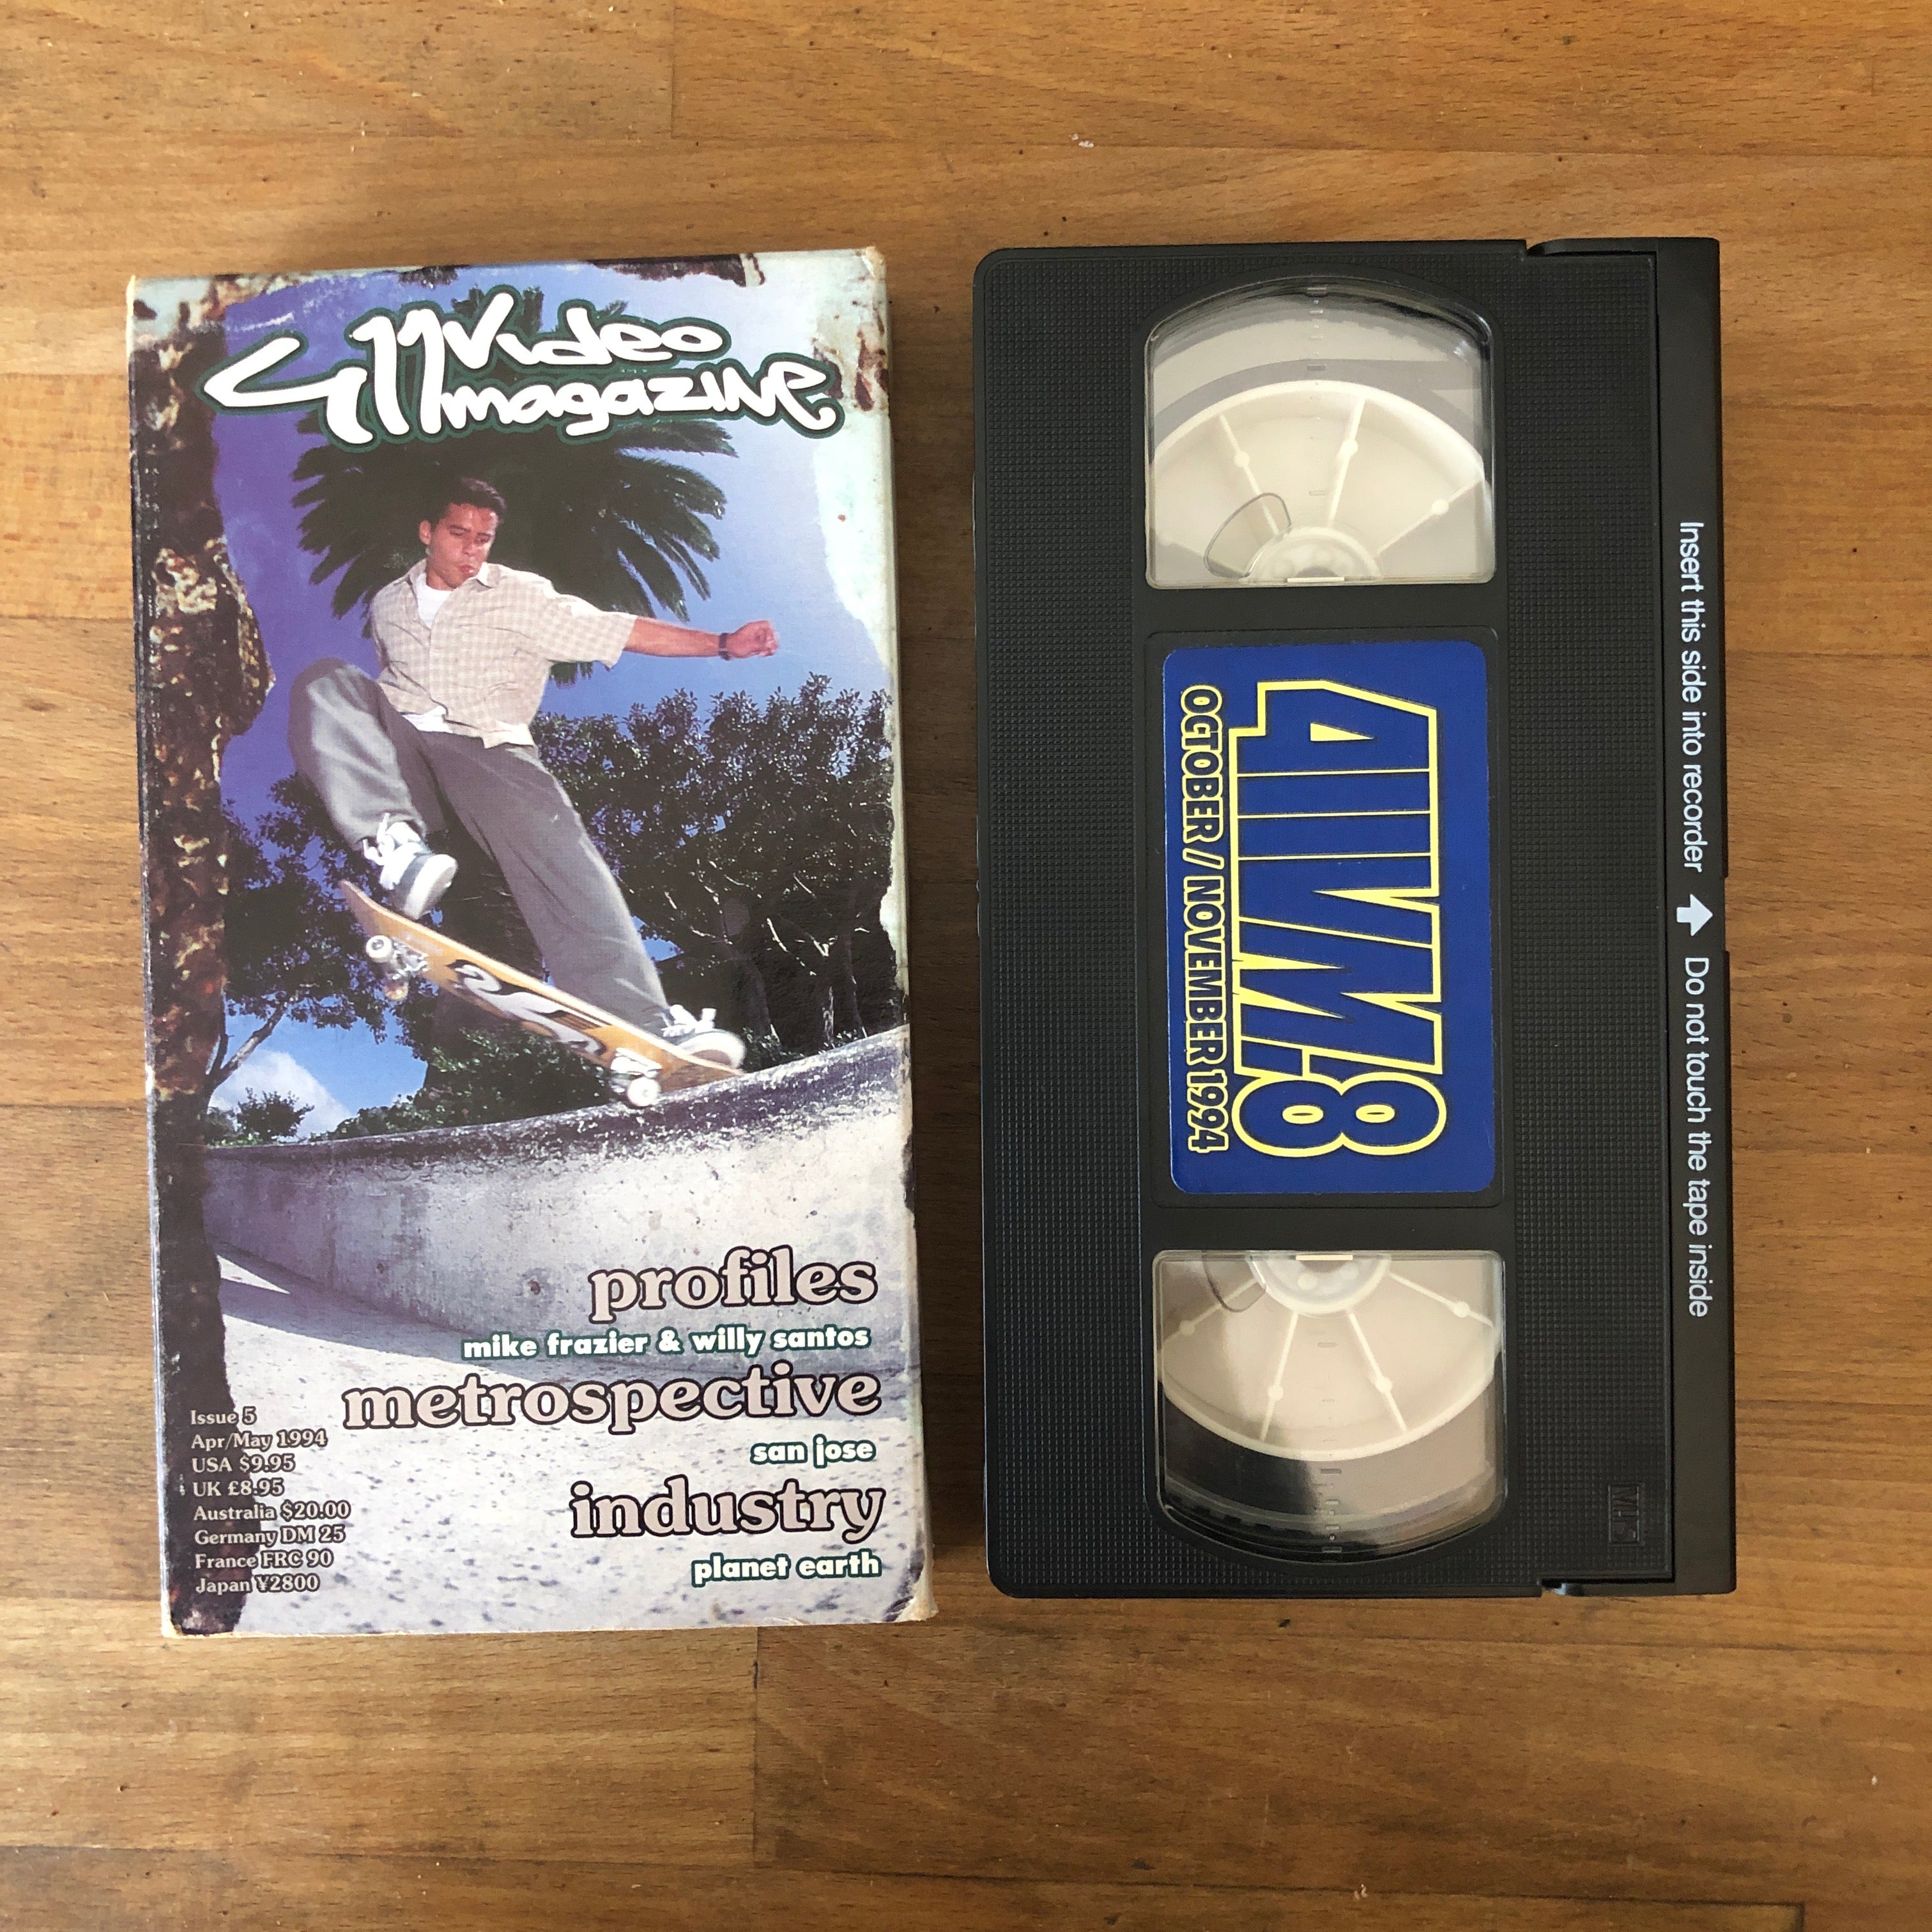 411 Video
magazine
profiles
mike frazier & willy santos
metrospective
san jose
industry
planet earth
Issue 5
Apr/May 1994
USA $9.95
UK £8.95
Australia $20.00
Germany DM 25
France FRC 90
Japan ¥2800
411VM.8
OCTOBER / NOVEMBER 1994
Insert this side into recorder Do not touch the tape inside
VHS